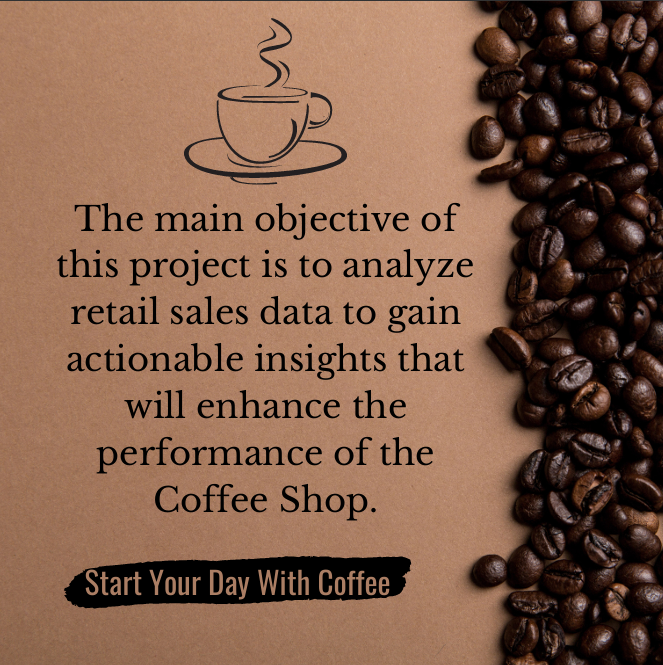 The main objective of
this project is to analyze
retail sales data to gain
actionable insights that
will enhance the
performance of the
Coffee Shop.
Start Your Day With Coffee